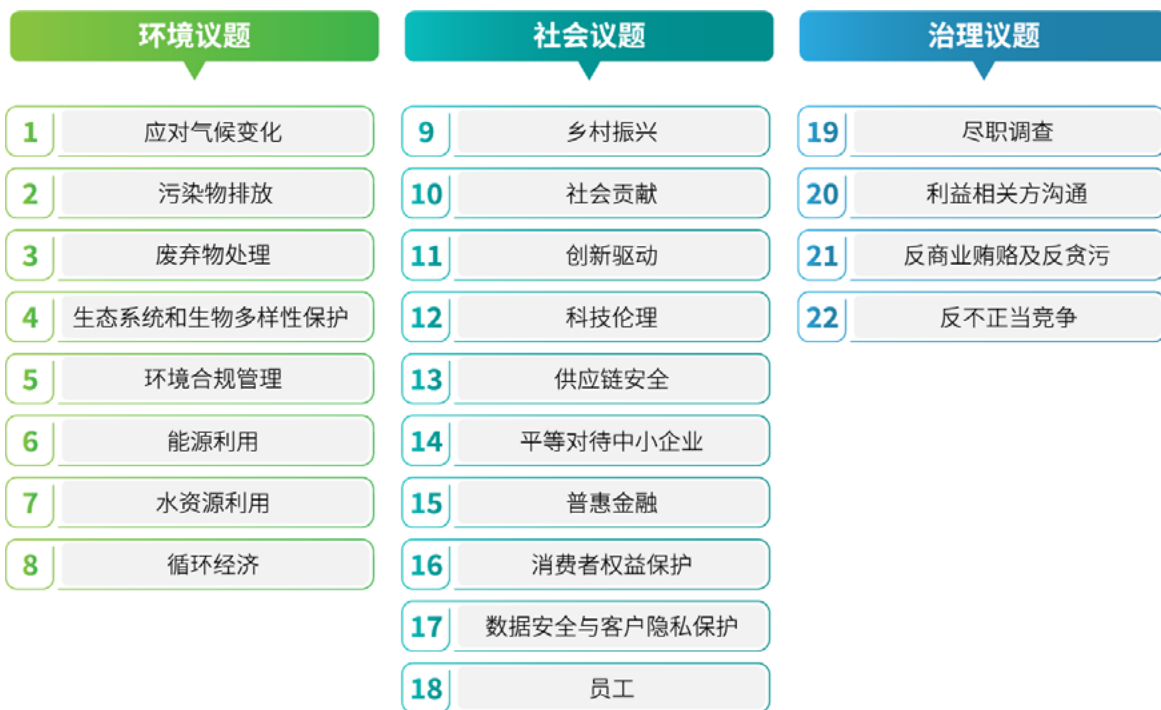 环境议题
1 应对气候变化
2 污染物排放
3 废弃物处理
4 生态系统和生物多样性保护
5 环境合规管理
6 能源利用
7 水资源利用
8 循环经济
社会议题
9 乡村振兴
10 社会贡献
11 创新驱动
12 科技伦理
13 供应链安全
14 平等对待中小企业
15 普惠金融
16 消费者权益保护
17 数据安全与客户隐私保护
18 员工
治理议题
19 尽职调查
20 利益相关方沟通
21 反商业贿赂及反贪污
22 反不正当竞争